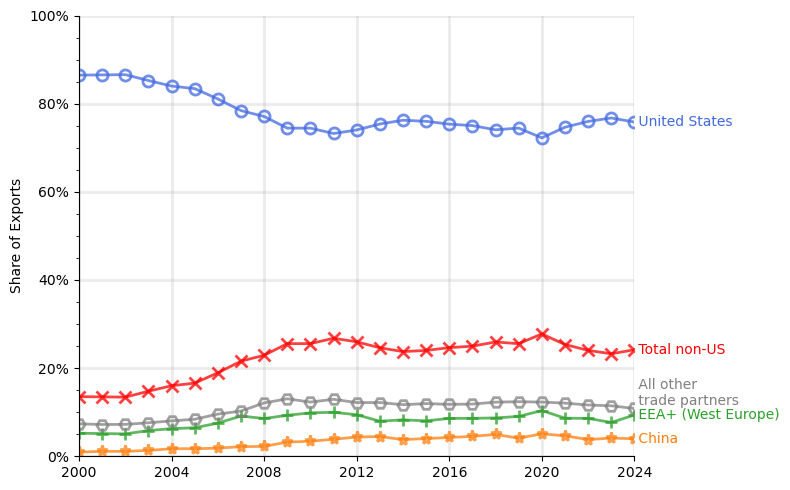 100%
80%
60%
40%
20%
0%
Share of Exports
2000
2004
2008
2012
2016
2020
2024
United States
Total non-US
All other
trade partners
EEA+ (West Europe)
China